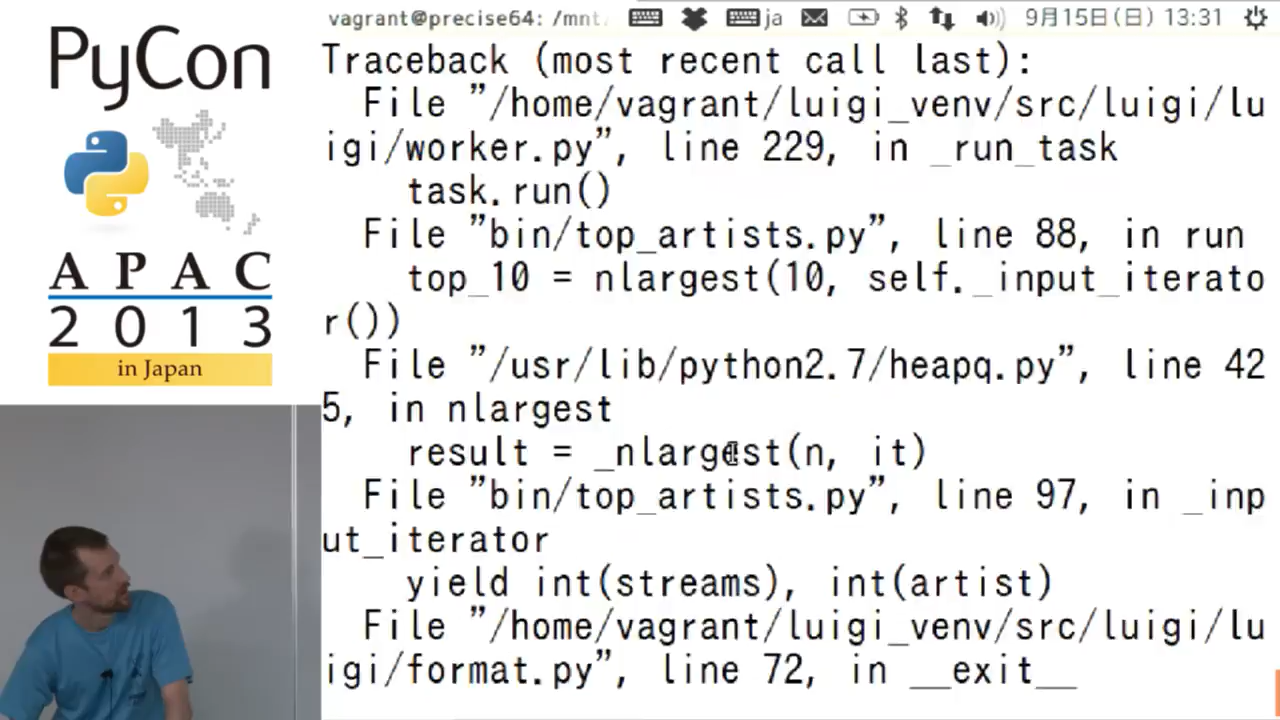 PyCon
APAC
2013
in Japan
vagrant@precise64: /mnt. ja 9月15日(日) 13:31
Traceback (most recent call last):
  File "/home/vagrant/luigi_venv/src/luigi/lu
igi/worker.py", line 229, in _run_task
    task.run()
  File "bin/top_artists.py", line 88, in run
    top_10 = nlargest(10, self._input_iterato
r())
  File "/usr/lib/python2.7/heapq.py", line 42
5, in nlargest
    result = _nlargest(n, it)
  File "bin/top_artists.py", line 97, in _inp
ut_iterator
    yield int(streams), int(artist)
  File "/home/vagrant/luigi_venv/src/luigi/lu
igi/format.py", line 72, in __exit__